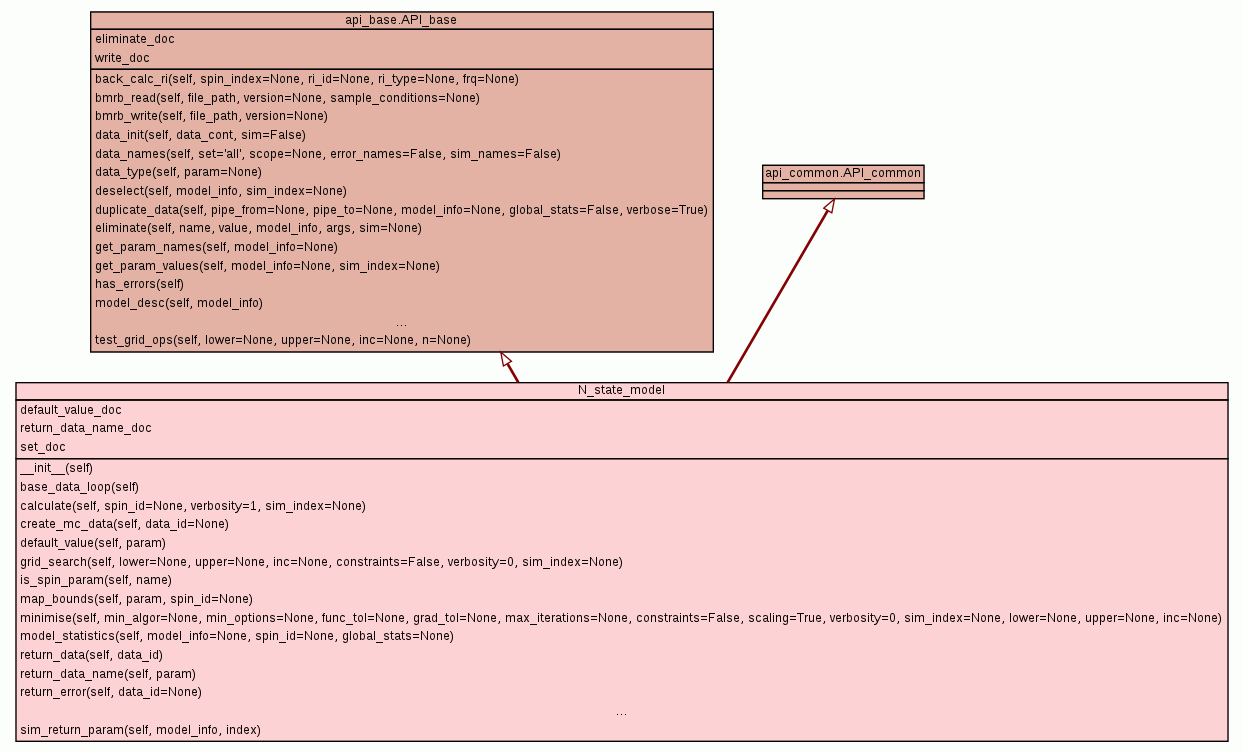 api_base.API_base
eliminate_doc
write_doc
back_calc_ri(self, spin_index=None, ri_id=None, ri_type=None, frq=None)
bmrb_read(self, file_path, version=None, sample_conditions=None)
bmrb_write(self, file_path, version=None)
data_init(self, data_cont, sim=False)
data_names(self, set='all', scope=None, error_names=False, sim_names=False)
data_type(self, param=None)
deselect(self, model_info, sim_index=None)
duplicate_data(self, pipe_from=None, pipe_to=None, model_info=None, global_stats=False, verbose=True)
eliminate(self, name, value, model_info, args, sim=None)
get_param_names(self, model_info=None)
get_param_values(self, model_info=None, sim_index=None)
has_errors(self)
model_desc(self, model_info)
...
test_grid_ops(self, lower=None, upper=None, inc=None, n=None)
api_common.API_common
N_state_model
default_value_doc
return_data_name_doc
set_doc
__init__(self)
base_data_loop(self)
calculate(self, spin_id=None, verbosity=1, sim_index=None)
create_mc_data(self, data_id=None)
default_value(self, param)
grid_search(self, lower=None, upper=None, inc=None, constraints=False, verbosity=0, sim_index=None)
is_spin_param(self, name)
map_bounds(self, param, spin_id=None)
minimise(self, min_algor=None, min_options=None, func_tol=None, grad_tol=None, max_iterations=None, constraints=False, scaling=True, verbosity=0, sim_index=None, lower=None, upper=None, inc=None)
model_statistics(self, model_info=None, spin_id=None, global_stats=None)
return_data(self, data_id)
return_data_name(self, param)
return_error(self, data_id=None)
...
sim_return_param(self, model_info, index)